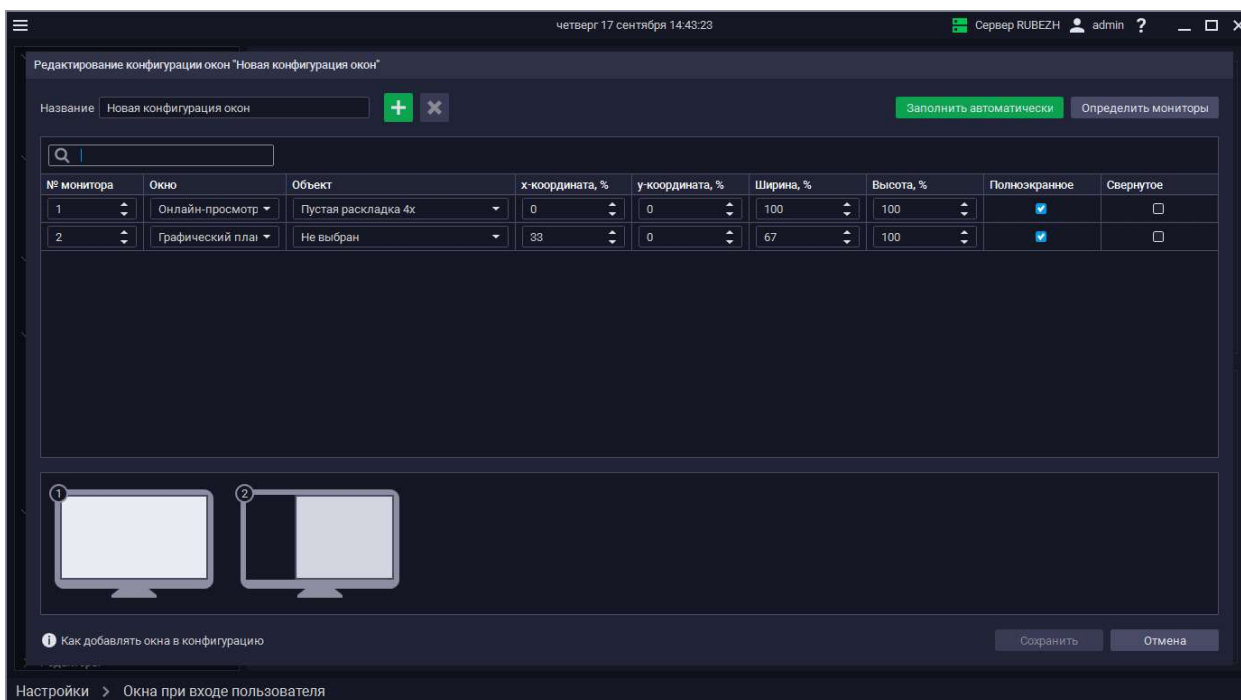 четверг 17 сентября 14:43:23 Сервер RUBEZH admin ?
Редактирование конфигурации окон "Новая конфигурация окон"
Название Новая конфигурация окон Заполнить автоматически Определить мониторы
№ монитора Окно Объект x-координата, % y-координата, % Ширина, % Высота, % Полноэкранное Свернутое
1 Онлайн-просмотр Пустая раскладка 4x 0 0 100 100
2 Графический план Не выбран 33 0 67 100
1 2
Как добавлять окна в конфигурацию Сохранить Отмена
Настройки > Окна при входе пользователя